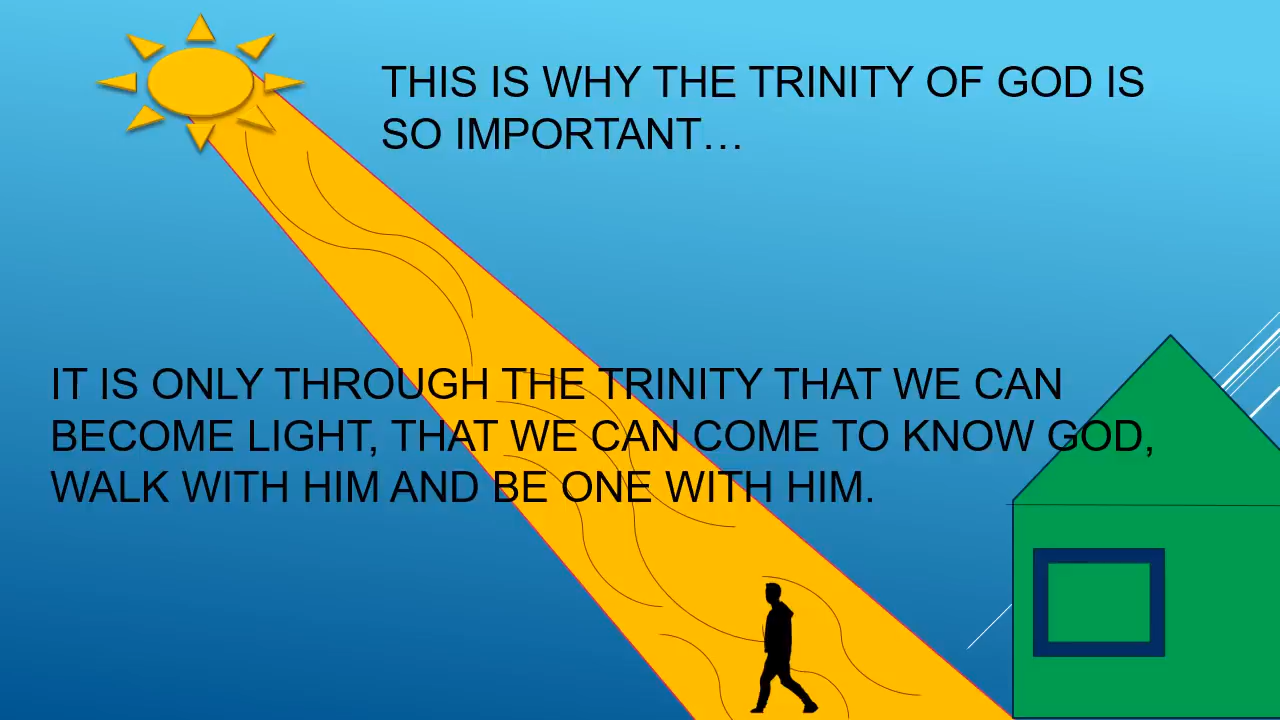 THIS IS WHY THE TRINITY OF GOD IS
SO IMPORTANT…
IT IS ONLY THROUGH THE TRINITY THAT WE CAN
BECOME LIGHT, THAT WE CAN COME TO KNOW GOD,
WALK WITH HIM AND BE ONE WITH HIM.